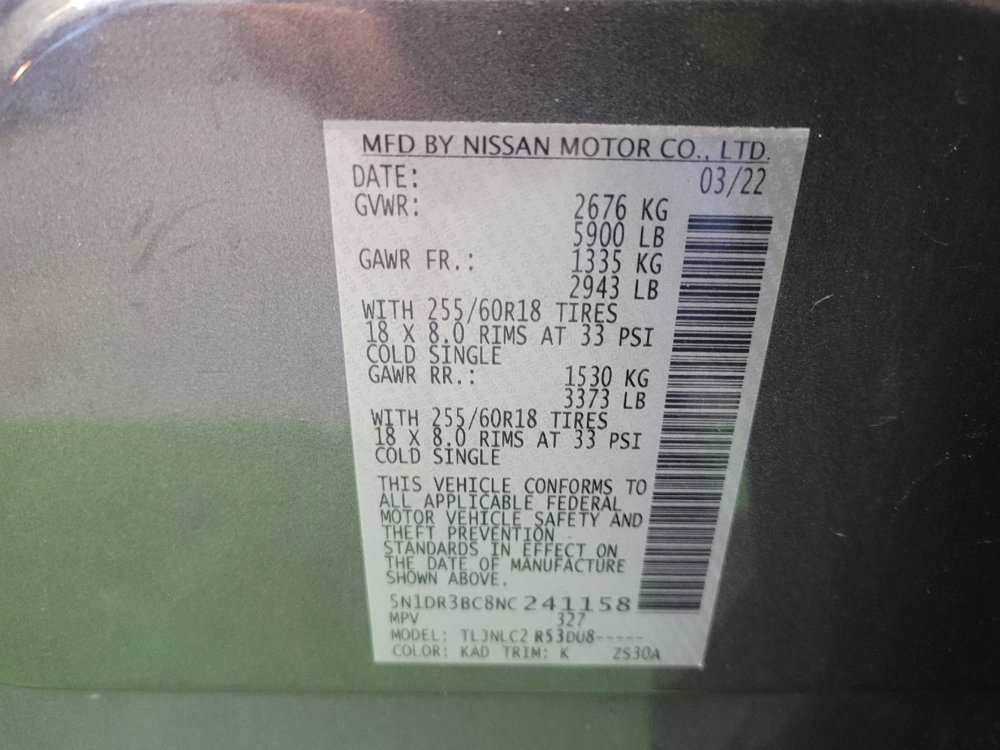 MFD BY NISSAN MOTOR CO., LTD.
DATE: 03/22
GVWR: 2676 KG
5900 LB
GAWR FR.: 1335 KG
2943 LB
WITH 255/60R18 TIRES
18 X 8.0 RIMS AT 33 PSI
COLD SINGLE
GAWR RR.: 1530 KG
3373 LB
WITH 255/60R18 TIRES
18 X 8.0 RIMS AT 33 PSI
COLD SINGLE
THIS VEHICLE CONFORMS TO
ALL APPLICABLE FEDERAL
MOTOR VEHICLE SAFETY AND
THEFT PREVENTION
STANDARDS IN EFFECT ON
THE DATE OF MANUFACTURE
SHOWN ABOVE.
5N1DR3BC8NC241158
MPV 327
MODEL: TLJNLC2 R53DU8-----
COLOR: KAD TRIM: K ZS30A